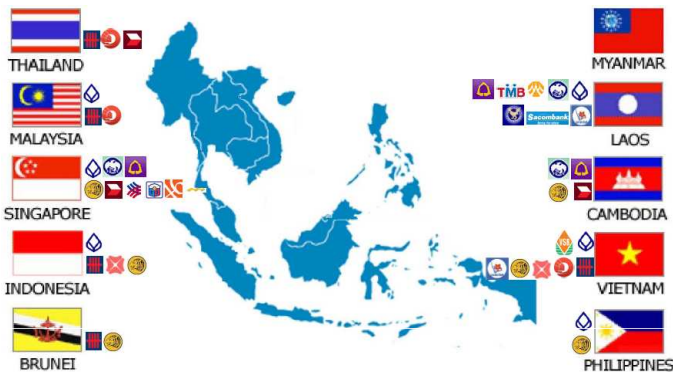 THAILAND
MYANMAR
MALAYSIA
TMB
Sacombank
LAOS
SINGAPORE
CAMBODIA
INDONESIA
VIETNAM
BRUNEI
PHILIPPINES